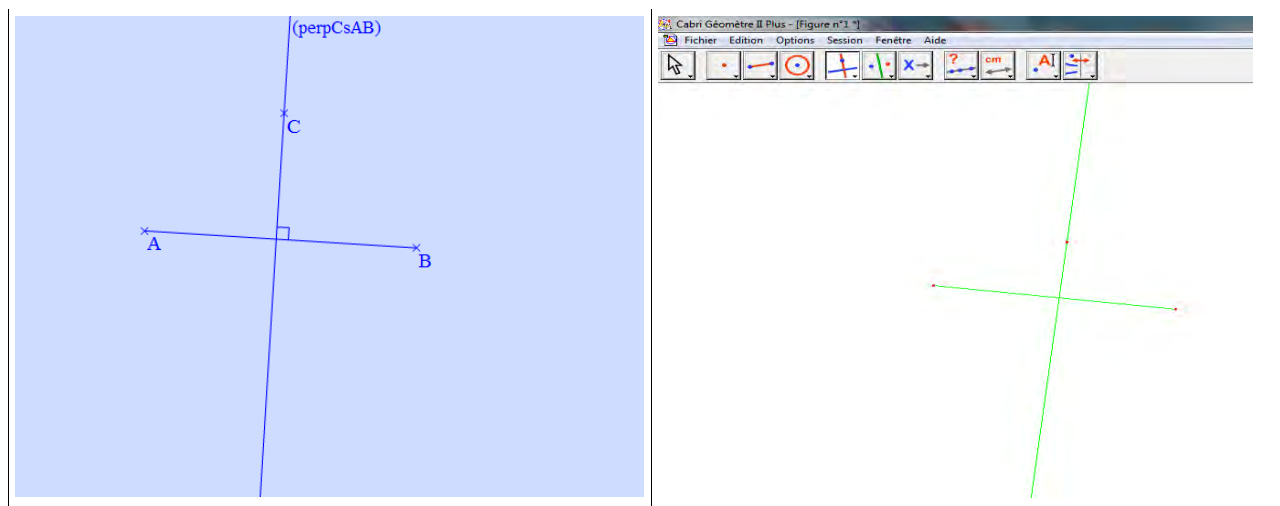 (perpCsAB)
C
A
B
Cabri Géomètre II Plus - [Figure n°1 *]
Fichier Edition Options Session Fenêtre Aide
X ? cm A